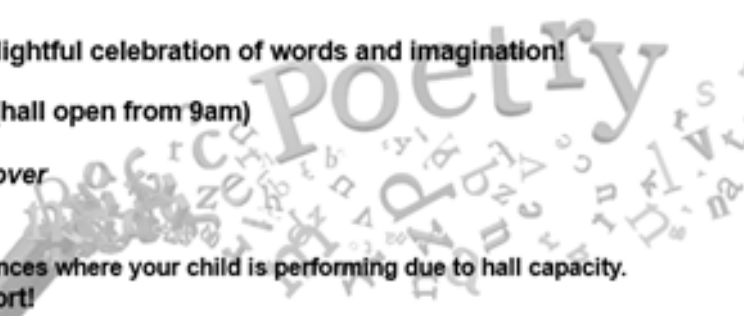 lightful celebration of words and imagination!
Poetry
(hall open from 9am)
over
nces where your child is performing due to hall capacity.
ort!